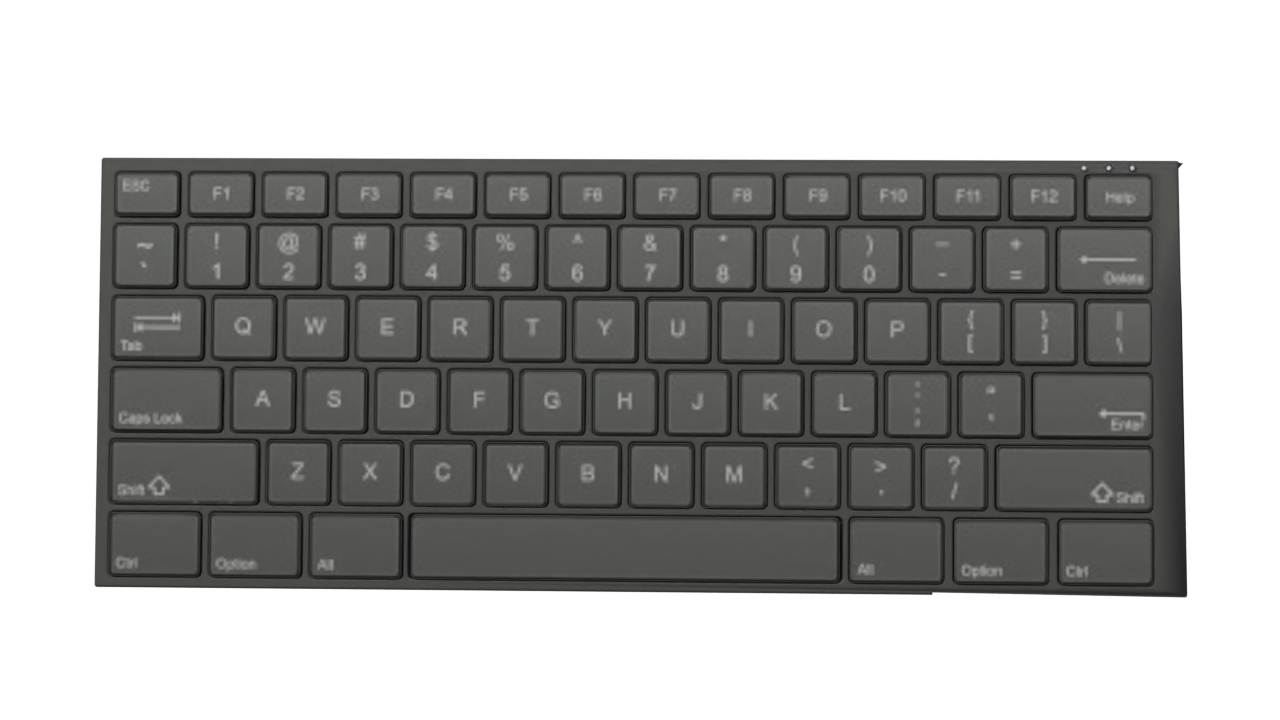 ESC F1 F2 F3 F4 F5 F6 F7 F8 F9 F10 F11 F12 Help
~ ! @ # $ % ^ & * ( ) — +
` 1 2 3 4 5 6 7 8 9 0 - = Delete
Q W E R T Y U I O P { } |
Tab [ ] \
A S D F G H J K L : "
Caps Lock ; ' Enter
Z X C V B N M < > ?
Shift , . / Shift
Ctrl Option Alt Alt Option Ctrl